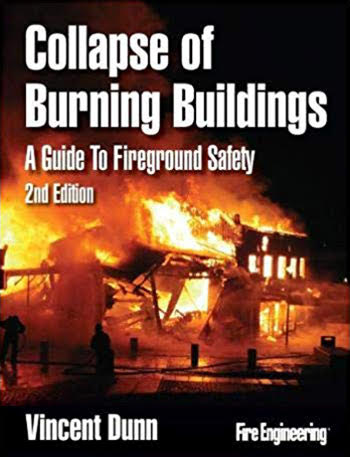 Collapse of
Burning Buildings
A Guide To Fireground Safety
2nd Edition
Vincent Dunn
Fire Engineering®